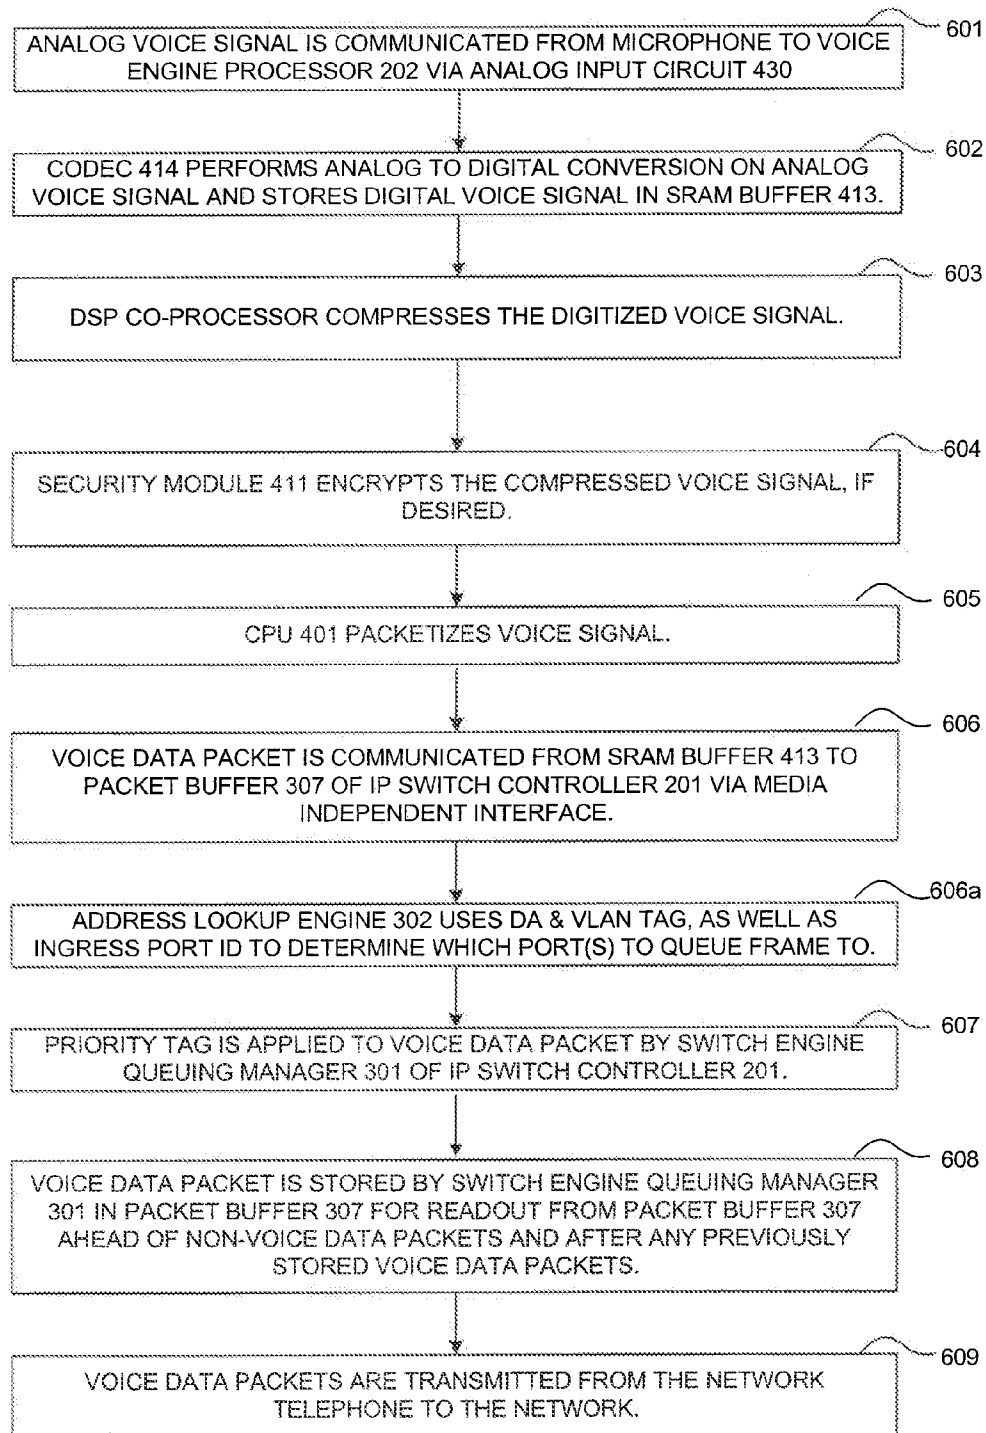 601
ANALOG VOICE SIGNAL IS COMMUNICATED FROM MICROPHONE TO VOICE
ENGINE PROCESSOR 202 VIA ANALOG INPUT CIRCUIT 430
602
CODEC 414 PERFORMS ANALOG TO DIGITAL CONVERSION ON ANALOG
VOICE SIGNAL AND STORES DIGITAL VOICE SIGNAL IN SRAM BUFFER 413.
603
DSP CO-PROCESSOR COMPRESSES THE DIGITIZED VOICE SIGNAL.
604
SECURITY MODULE 411 ENCRYPTS THE COMPRESSED VOICE SIGNAL, IF
DESIRED.
605
CPU 401 PACKETIZES VOICE SIGNAL.
606
VOICE DATA PACKET IS COMMUNICATED FROM SRAM BUFFER 413 TO
PACKET BUFFER 307 OF IP SWITCH CONTROLLER 201 VIA MEDIA
INDEPENDENT INTERFACE.
606a
ADDRESS LOOKUP ENGINE 302 USES DA & VLAN TAG, AS WELL AS
INGRESS PORT ID TO DETERMINE WHICH PORT(S) TO QUEUE FRAME TO.
607
PRIORITY TAG IS APPLIED TO VOICE DATA PACKET BY SWITCH ENGINE
QUEUING MANAGER 301 OF IP SWITCH CONTROLLER 201.
608
VOICE DATA PACKET IS STORED BY SWITCH ENGINE QUEUING MANAGER
301 IN PACKET BUFFER 307 FOR READOUT FROM PACKET BUFFER 307
AHEAD OF NON-VOICE DATA PACKETS AND AFTER ANY PREVIOUSLY
STORED VOICE DATA PACKETS.
609
VOICE DATA PACKETS ARE TRANSMITTED FROM THE NETWORK
TELEPHONE TO THE NETWORK.